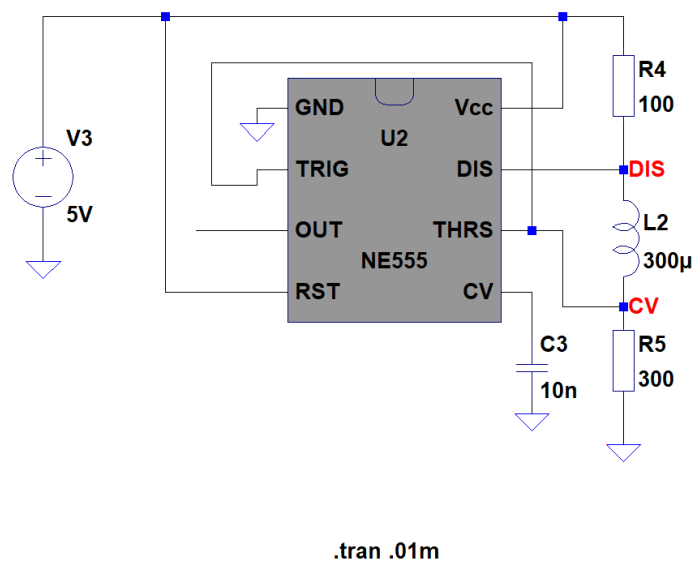 R4
100
V3
5V
GND
Vcc
U2
TRIG
DIS
DIS
OUT
THRS
L2
300µ
NE555
RST
CV
CV
C3
10n
R5
300
.tran .01m